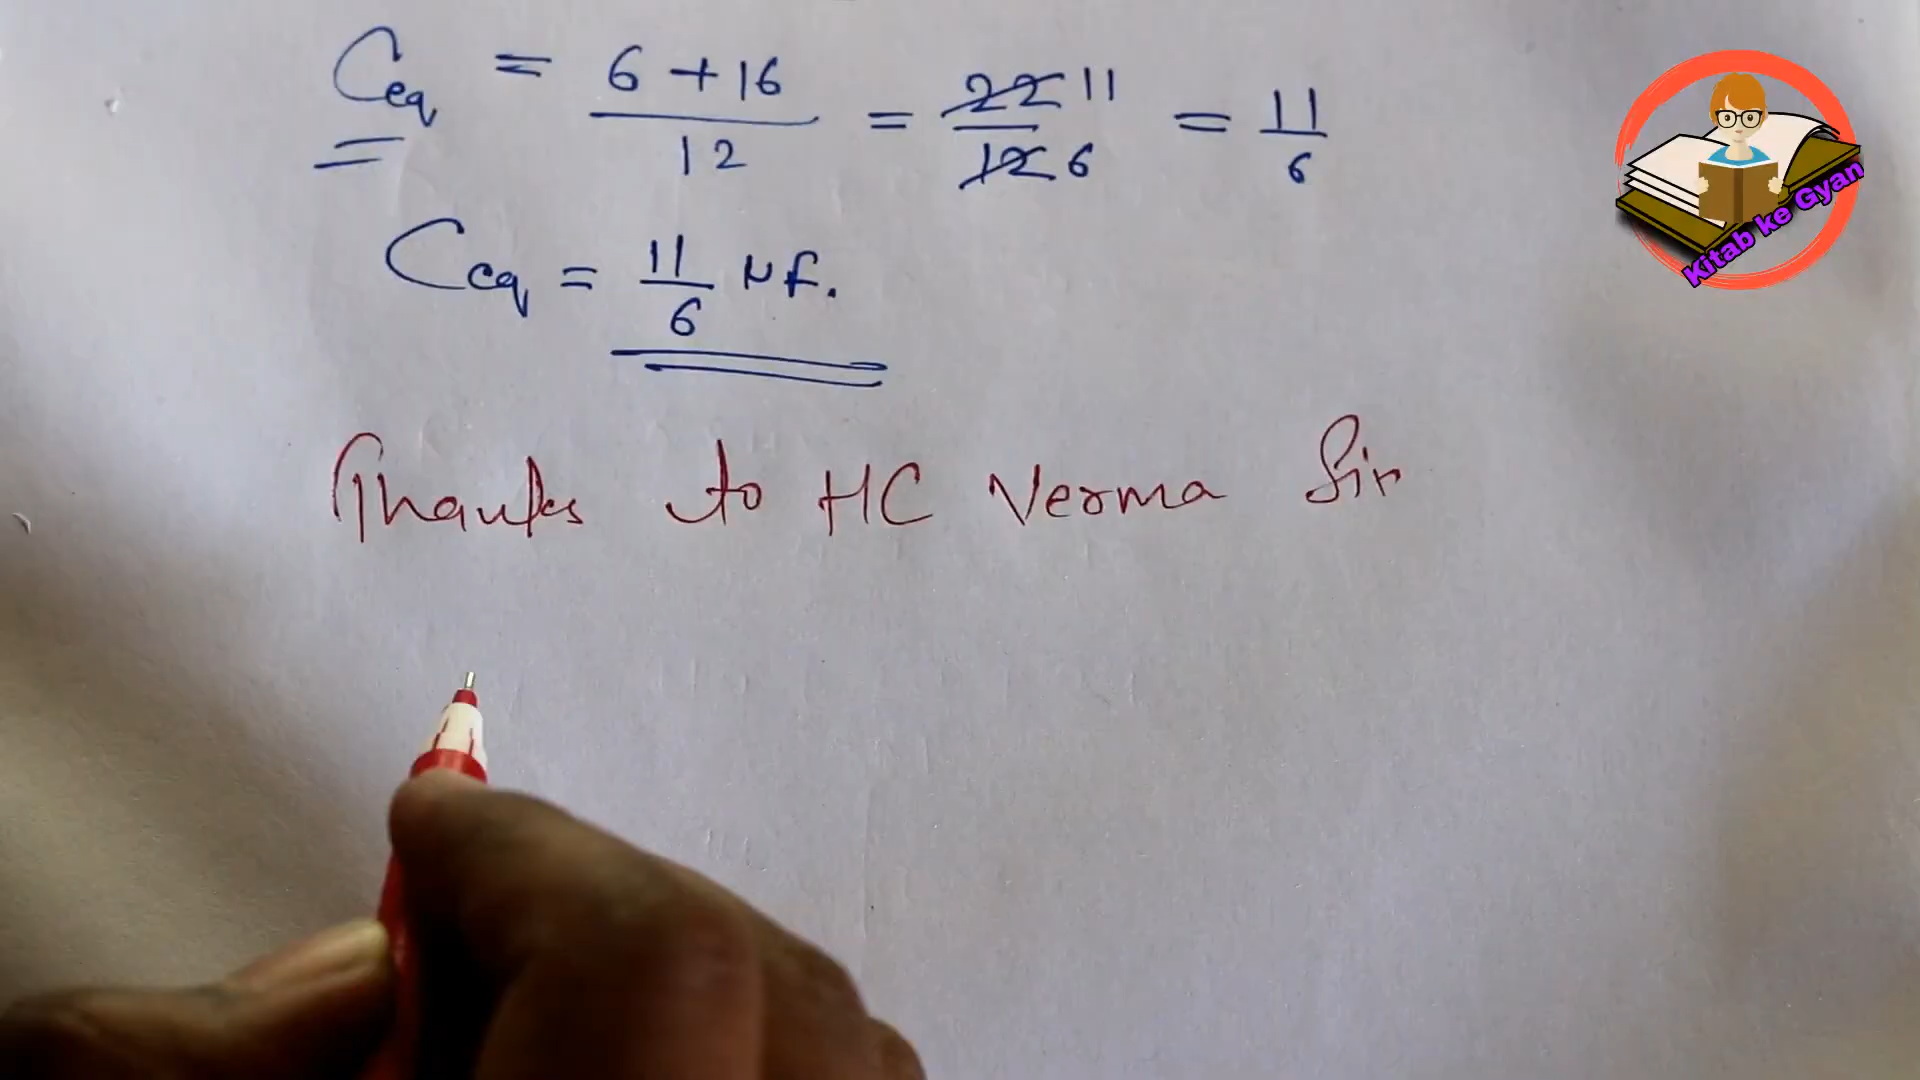 Ceq = 6 + 16 / 12 = 22 11 / 12 6 = 11 / 6
Ceq = 11 / 6 μf.
Thanks to HC Verma Sir
Kitab ke Gyan